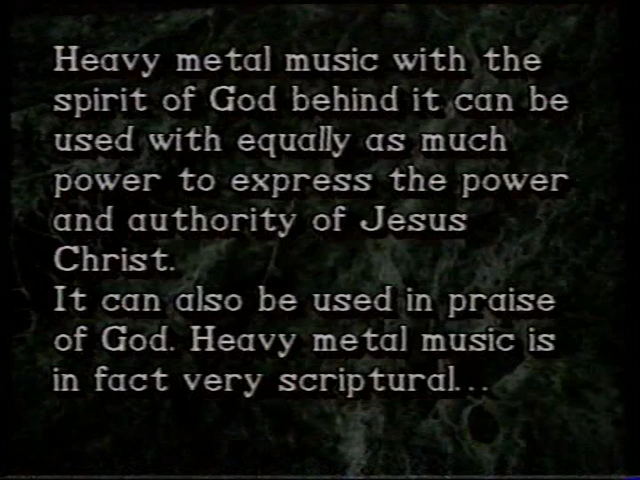 Heavy metal music with the
spirit of God behind it can be
used with equally as much
power to express the power
and authority of Jesus
Christ.
It can also be used in praise
of God. Heavy metal music is
in fact very scriptural...